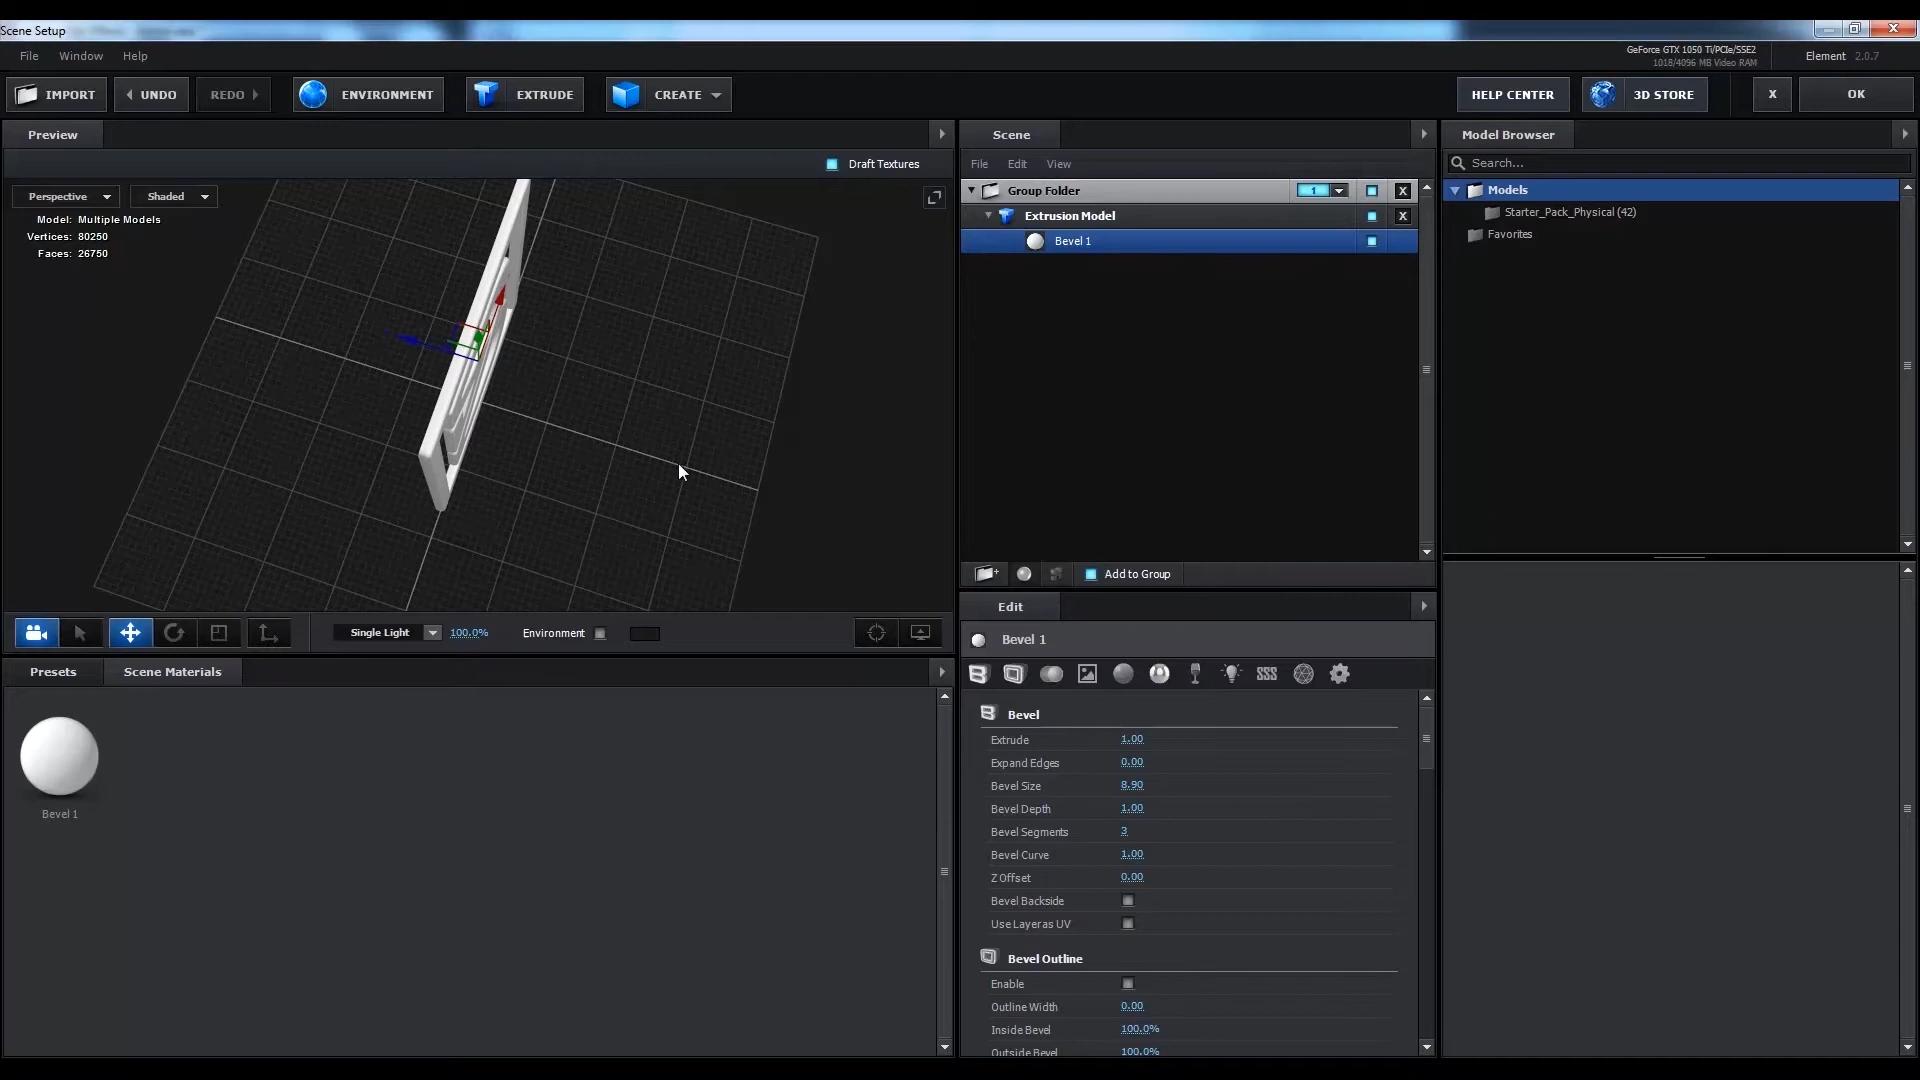 Scene Setup
File Window Help
GeForce GTX 1050 Ti/PCIe/SSE2
1018/4096 MB Video RAM
Element 2.0.7
IMPORT UNDO REDO ENVIRONMENT EXTRUDE CREATE HELP CENTER 3D STORE X OK
Preview
Draft Textures
Perspective Shaded
Model: Multiple Models
Vertices: 80250
Faces: 26750
Single Light 100.0% Environment
Presets Scene Materials
Bevel 1
Scene
File Edit View
Group Folder 1 X
Extrusion Model X
Bevel 1
Add to Group
Edit
Bevel 1
SSS
Bevel
Extrude 1.00
Expand Edges 0.00
Bevel Size 8.90
Bevel Depth 1.00
Bevel Segments 3
Bevel Curve 1.00
Z Offset 0.00
Bevel Backside
Use Layer as UV
Bevel Outline
Enable
Outline Width 0.00
Inside Bevel 100.0%
Outside Bevel 100.0%
Model Browser
Search...
Models
Starter_Pack_Physical (42)
Favorites